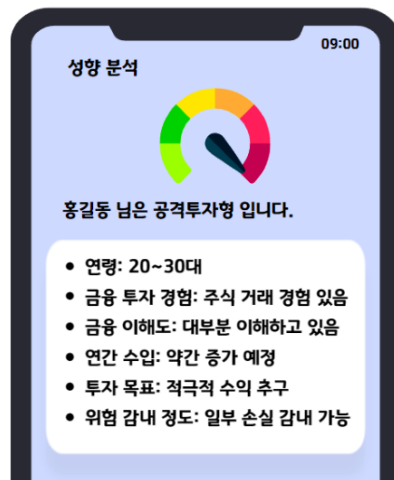 09:00
성향 분석
홍길동 님은 공격투자형 입니다.
• 연령: 20~30대
• 금융 투자 경험: 주식 거래 경험 있음
• 금융 이해도: 대부분 이해하고 있음
• 연간 수입: 약간 증가 예정
• 투자 목표: 적극적 수익 추구
• 위험 감내 정도: 일부 손실 감내 가능